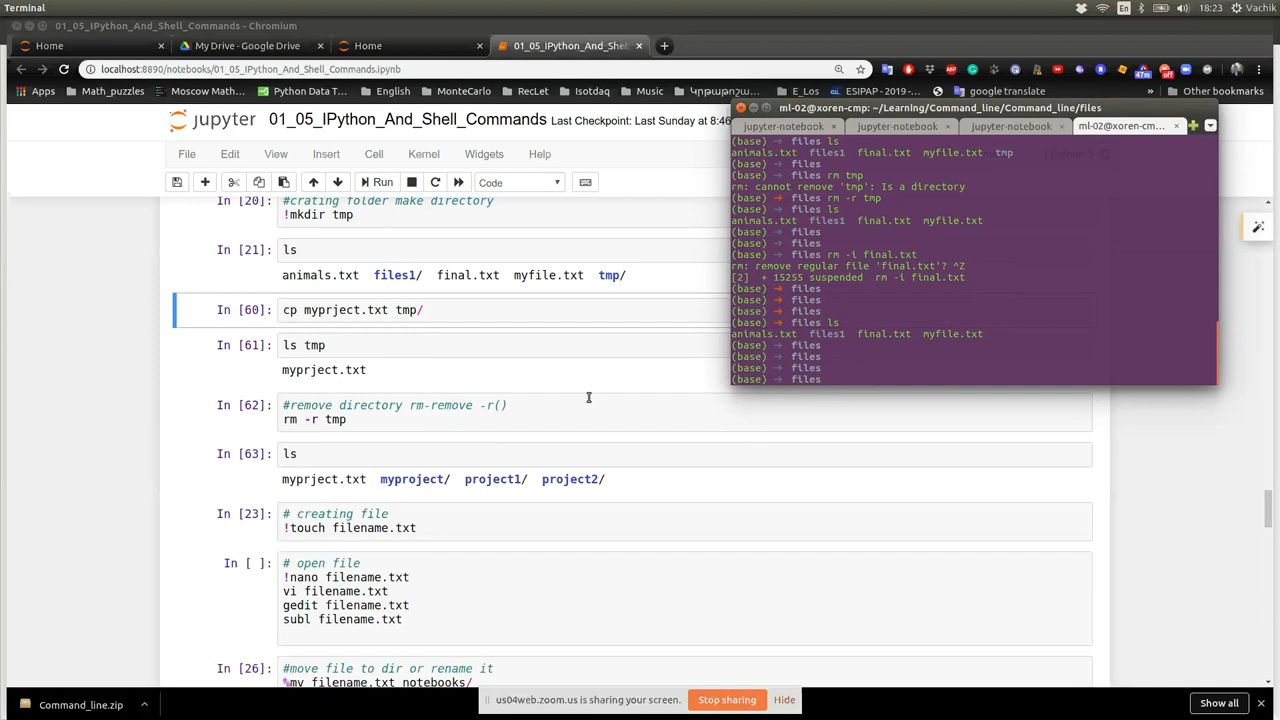 Terminal
En
18:23
Vachik
01_05_IPython_And_Shell_Commands - Chromium
Home
My Drive - Google Drive
Home
01_05_IPython_And_Shel
localhost:8890/notebooks/01_05_IPython_And_Shell_Commands.ipynb
47m
off
Apps
Math_puzzles
Moscow Math...
Python Data T...
MonteCarlo
RecLet
Isotdaq
Music
E_Los
ESIPAP - 2019-...
google translate
Other bookmarks
jupyter
01_05_IPython_And_Shell_Commands
Last Checkpoint: Last Sunday at 8:46
File
Edit
View
Insert
Cell
Kernel
Widgets
Help
Run
Code
In [20]:
#crating folder make directory
!mkdir tmp
In [21]:
ls
animals.txt files1/ final.txt myfile.txt tmp/
In [60]:
cp myprject.txt tmp/
In [61]:
ls tmp
myprject.txt
In [62]:
#remove directory rm-remove -r()
rm -r tmp
In [63]:
ls
myprject.txt myproject/ project1/ project2/
In [23]:
# creating file
!touch filename.txt
In [ ]:
# open file
!nano filename.txt
vi filename.txt
gedit filename.txt
subl filename.txt
In [26]:
#move file to dir or rename it
%mv filename.txt notebooks/
ml-02@xoren-cmp: ~/Learning/Command_line/Command_line/files
jupyter-notebook
jupyter-notebook
jupyter-notebook
ml-02@xoren-cm...
(base) → files ls
animals.txt files1 final.txt myfile.txt tmp
(base) → files
(base) → files rm tmp
rm: cannot remove 'tmp': Is a directory
(base) → files rm -r tmp
(base) → files ls
animals.txt files1 final.txt myfile.txt
(base) → files
(base) → files
(base) → files rm -i final.txt
rm: remove regular file 'final.txt'? ^Z
[2] + 15255 suspended rm -i final.txt
(base) → files
(base) → files
(base) → files
(base) → files ls
animals.txt files1 final.txt myfile.txt
(base) → files
(base) → files
(base) → files
(base) → files
Command_line.zip
us04web.zoom.us is sharing your screen.
Stop sharing
Hide
Show all